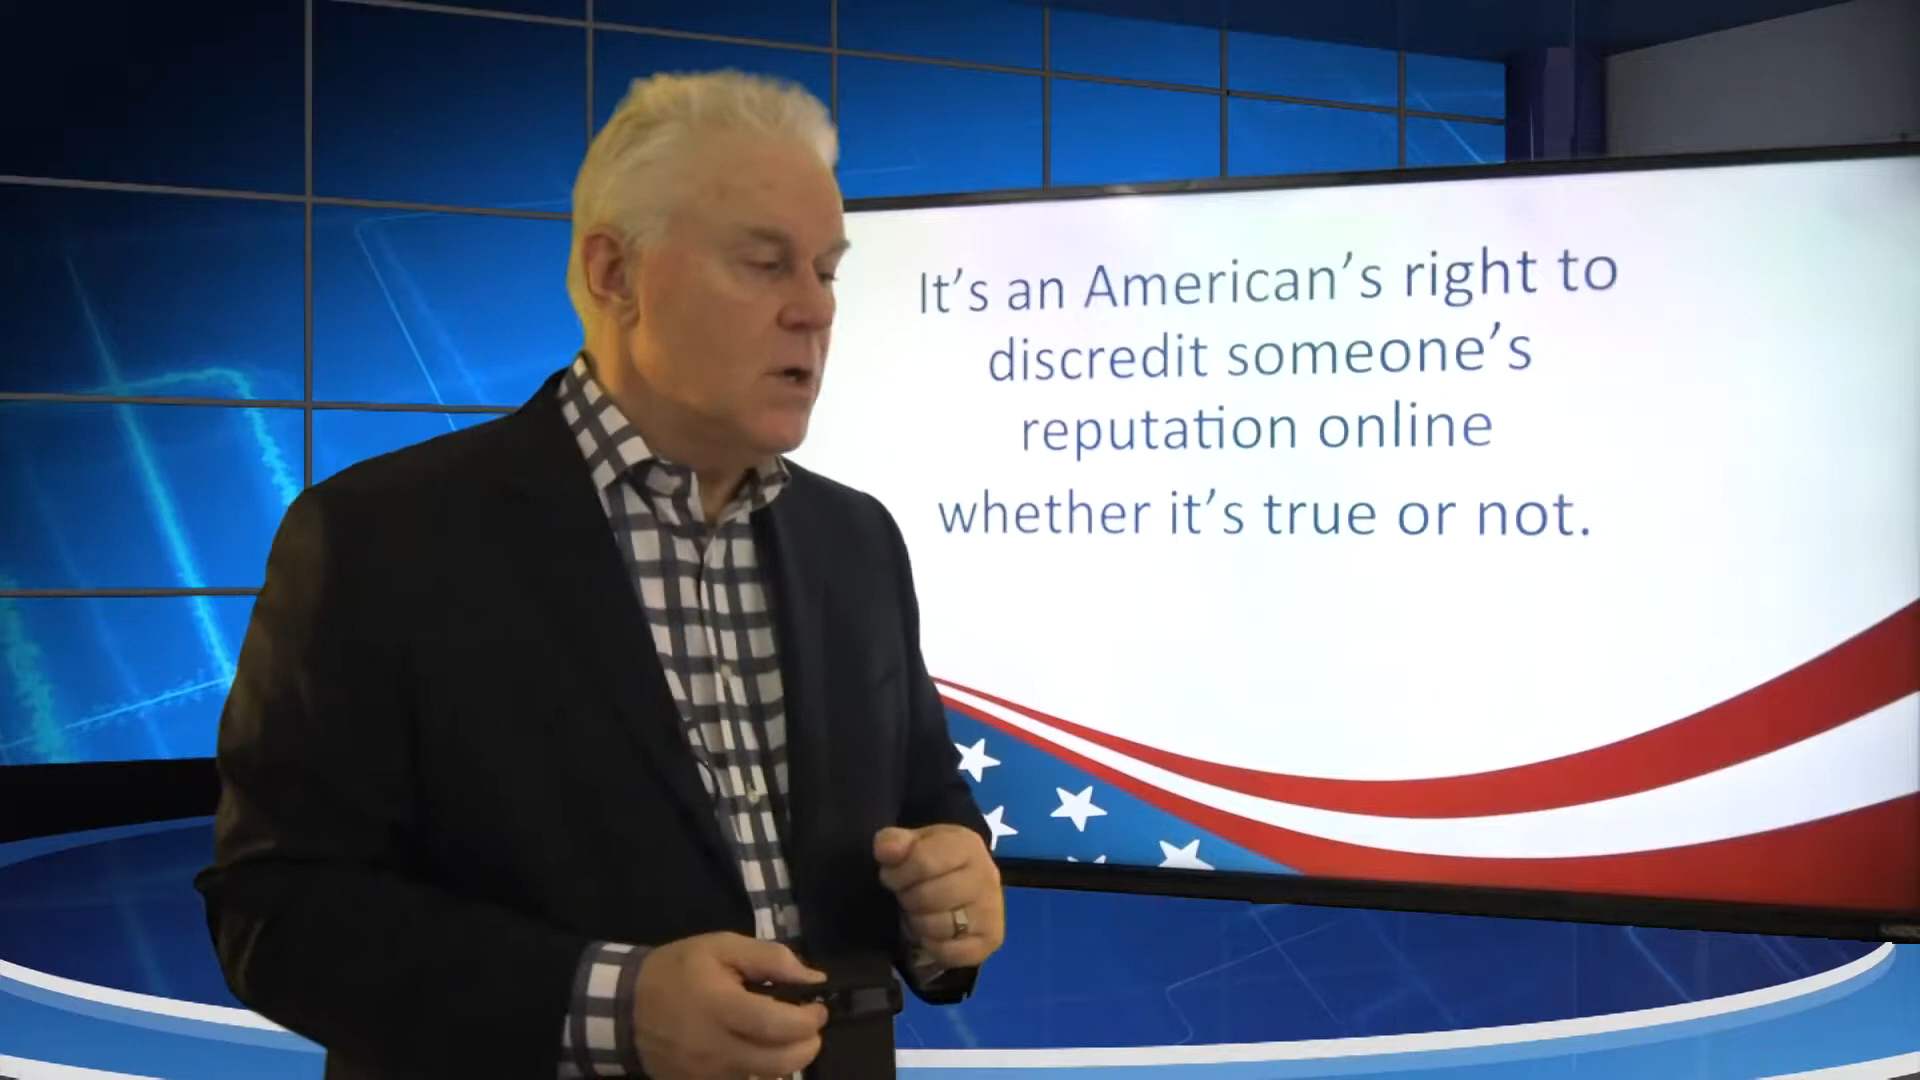 It’s an American’s right to
discredit someone’s
reputation online
whether it’s true or not.